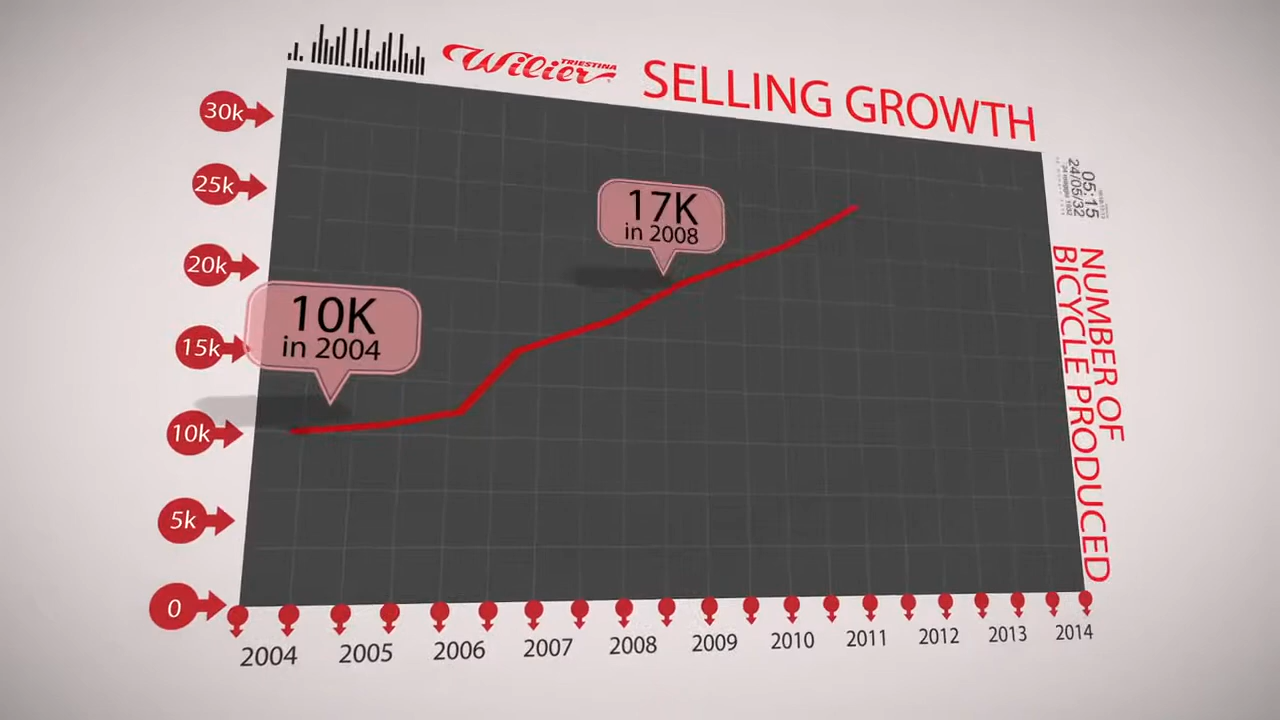 Wilier
TRIESTINA
SELLING GROWTH
30k
25k
20k
15k
10k
5k
0
17K
in 2008
10K
in 2004
05:15
24/05/32
NUMBER OF
BICYCLE PRODUCED
2004 2005 2006 2007 2008 2009 2010 2011 2012 2013 2014